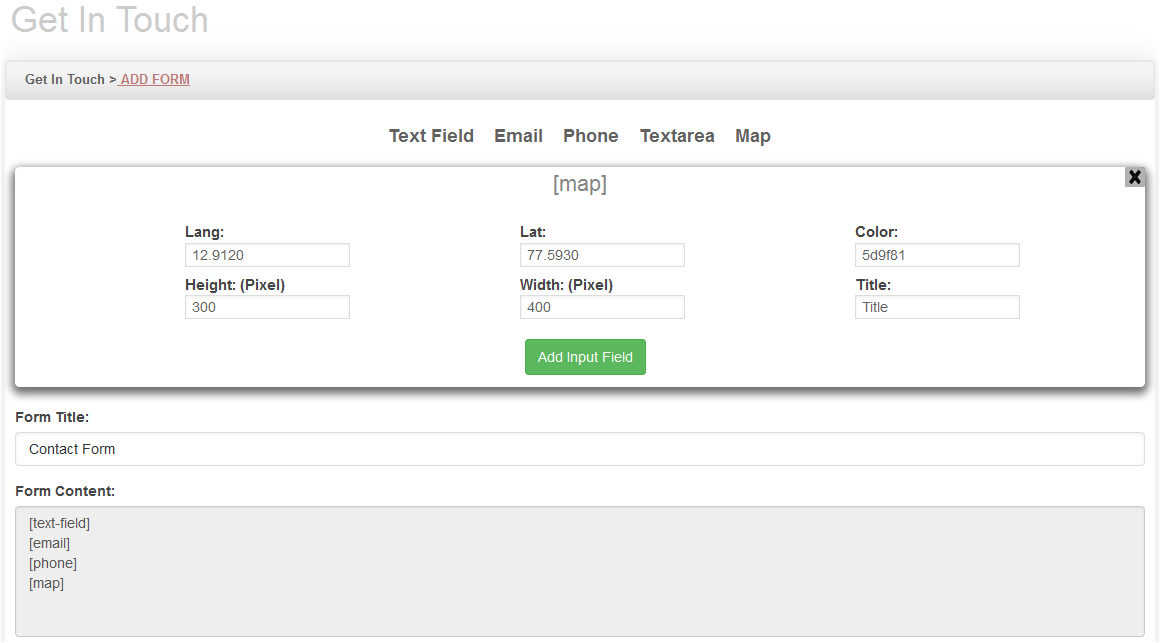 Get In Touch
Get In Touch > ADD FORM
Text Field Email Phone Textarea Map
[map]
X
Lang: Lat: Color:
12.9120 77.5930 5d9f81
Height: (Pixel) Width: (Pixel) Title:
300 400 Title
Add Input Field
Form Title:
Contact Form
Form Content:
[text-field]
[email]
[phone]
[map]